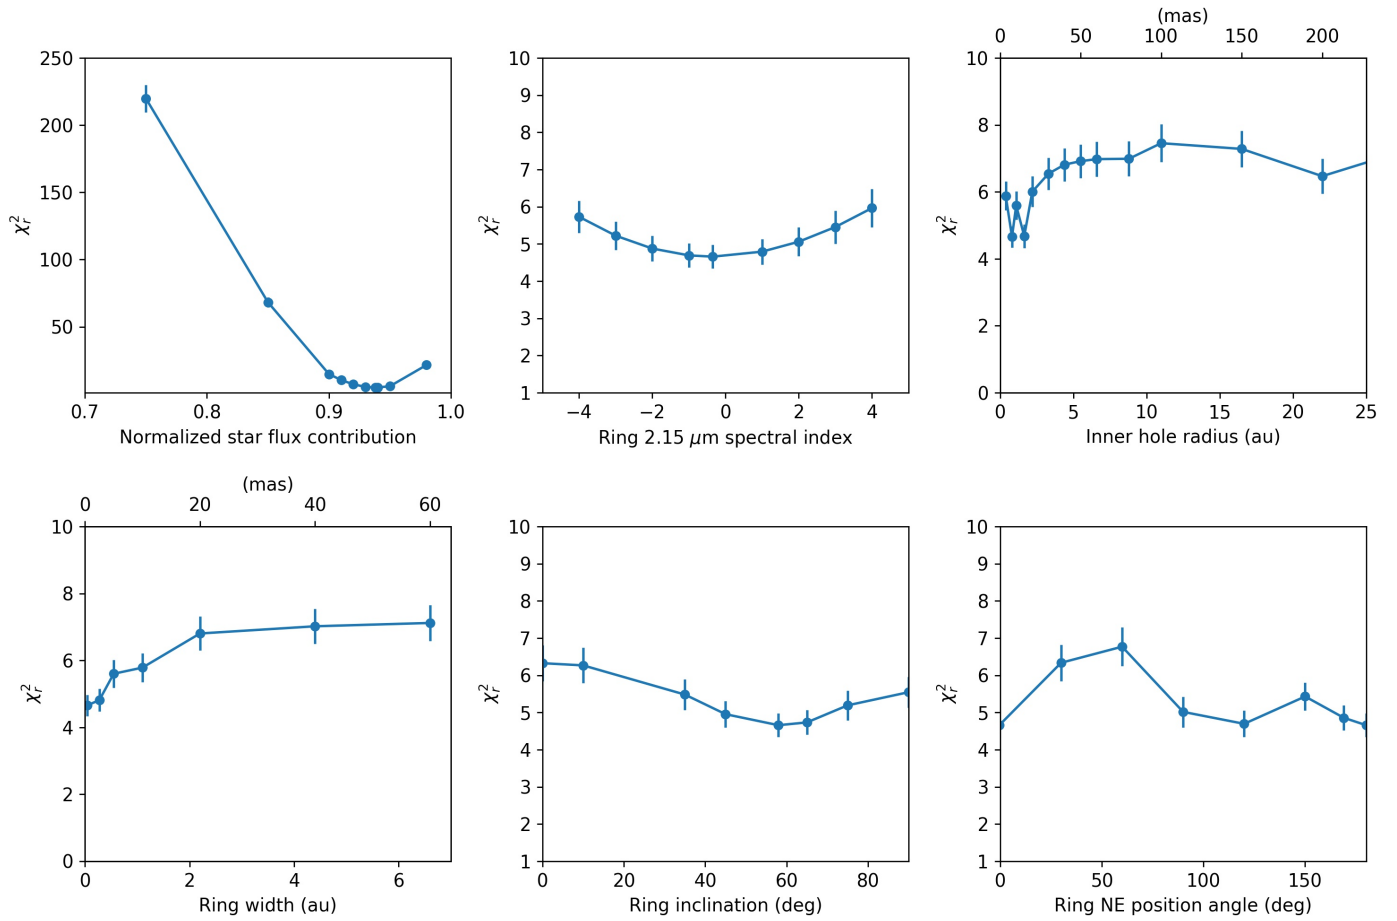 250
200
150
100
50
χ²ᵣ
0.7 0.8 0.9 1.0
Normalized star flux contribution
10
9
8
7
6
5
4
3
2
1
χ²ᵣ
−4 −2 0 2 4
Ring 2.15 μm spectral index
(mas)
0 50 100 150 200
10
8
6
4
2
0
χ²ᵣ
0 5 10 15 20 25
Inner hole radius (au)
(mas)
0 20 40 60
10
8
6
4
2
0
χ²ᵣ
0 2 4 6
Ring width (au)
10
9
8
7
6
5
4
3
2
1
χ²ᵣ
0 20 40 60 80
Ring inclination (deg)
10
9
8
7
6
5
4
3
2
1
χ²ᵣ
0 50 100 150
Ring NE position angle (deg)